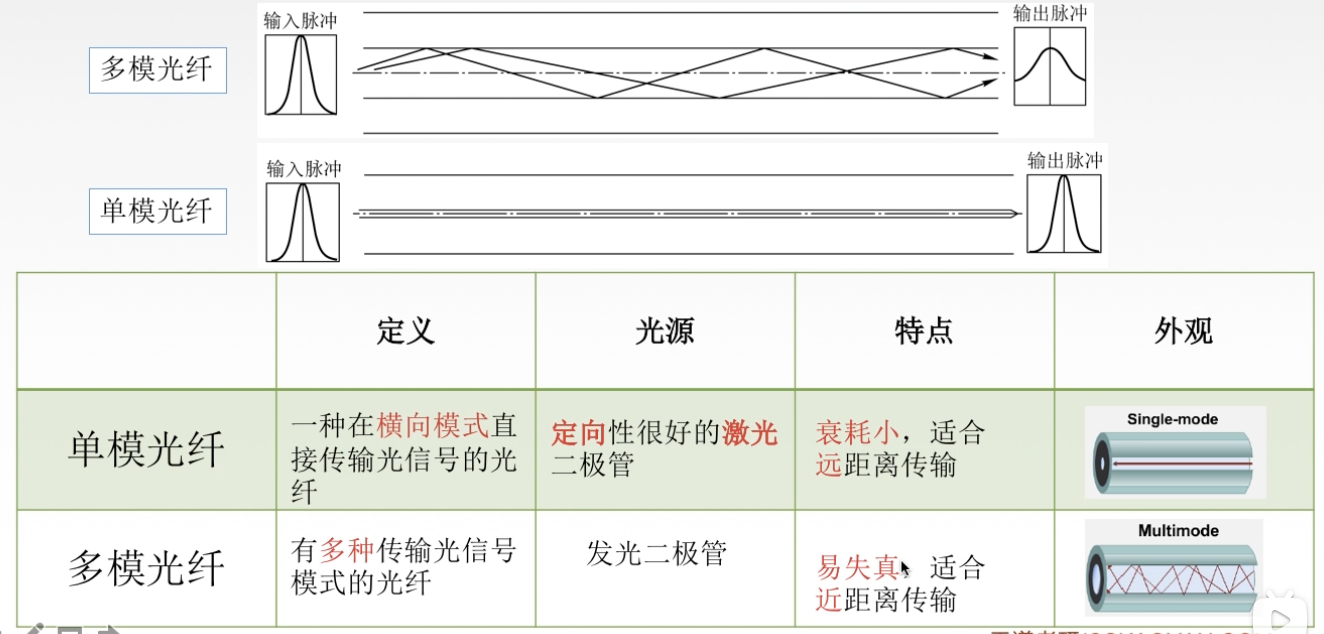 输入脉冲
输出脉冲
多模光纤
输入脉冲
输出脉冲
单模光纤
定义
光源
特点
外观
单模光纤
一种在横向模式直
接传输光信号的光
纤
定向性很好的激光
二极管
衰耗小，适合
远距离传输
Single-mode
多模光纤
有多种传输光信号
模式的光纤
发光二极管
易失真 适合
近距离传输
Multimode